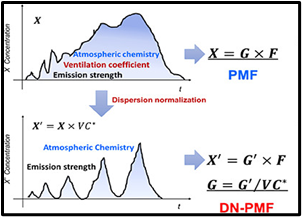 X Concentration
X
Atmospheric chemistry
Ventilation coefficient
Emission strength
t
X = G × F
PMF
Dispersion normalization
X' Concentration
X' = X × VC*
Atmospheric Chemistry
Emission strength
t
X' = G' × F
G = G'/VC*
DN-PMF